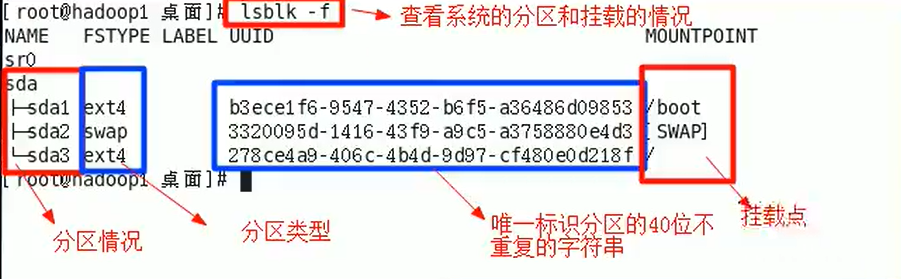 [root@hadoop1 桌面]# lsblk -f
查看系统的分区和挂载的情况
NAME FSTYPE LABEL UUID MOUNTPOINT
sr0
sda
├─sda1 ext4 b3ece1f6-9547-4352-b6f5-a36486d09853 /boot
├─sda2 swap 3320095d-1416-43f9-a9c5-a3758880e4d3 [SWAP]
└─sda3 ext4 278ce4a9-406c-4b4d-9d97-cf480e0d218f /
[root@hadoop1 桌面]#
分区情况
分区类型
唯一标识分区的40位不
重复的字符串
挂载点